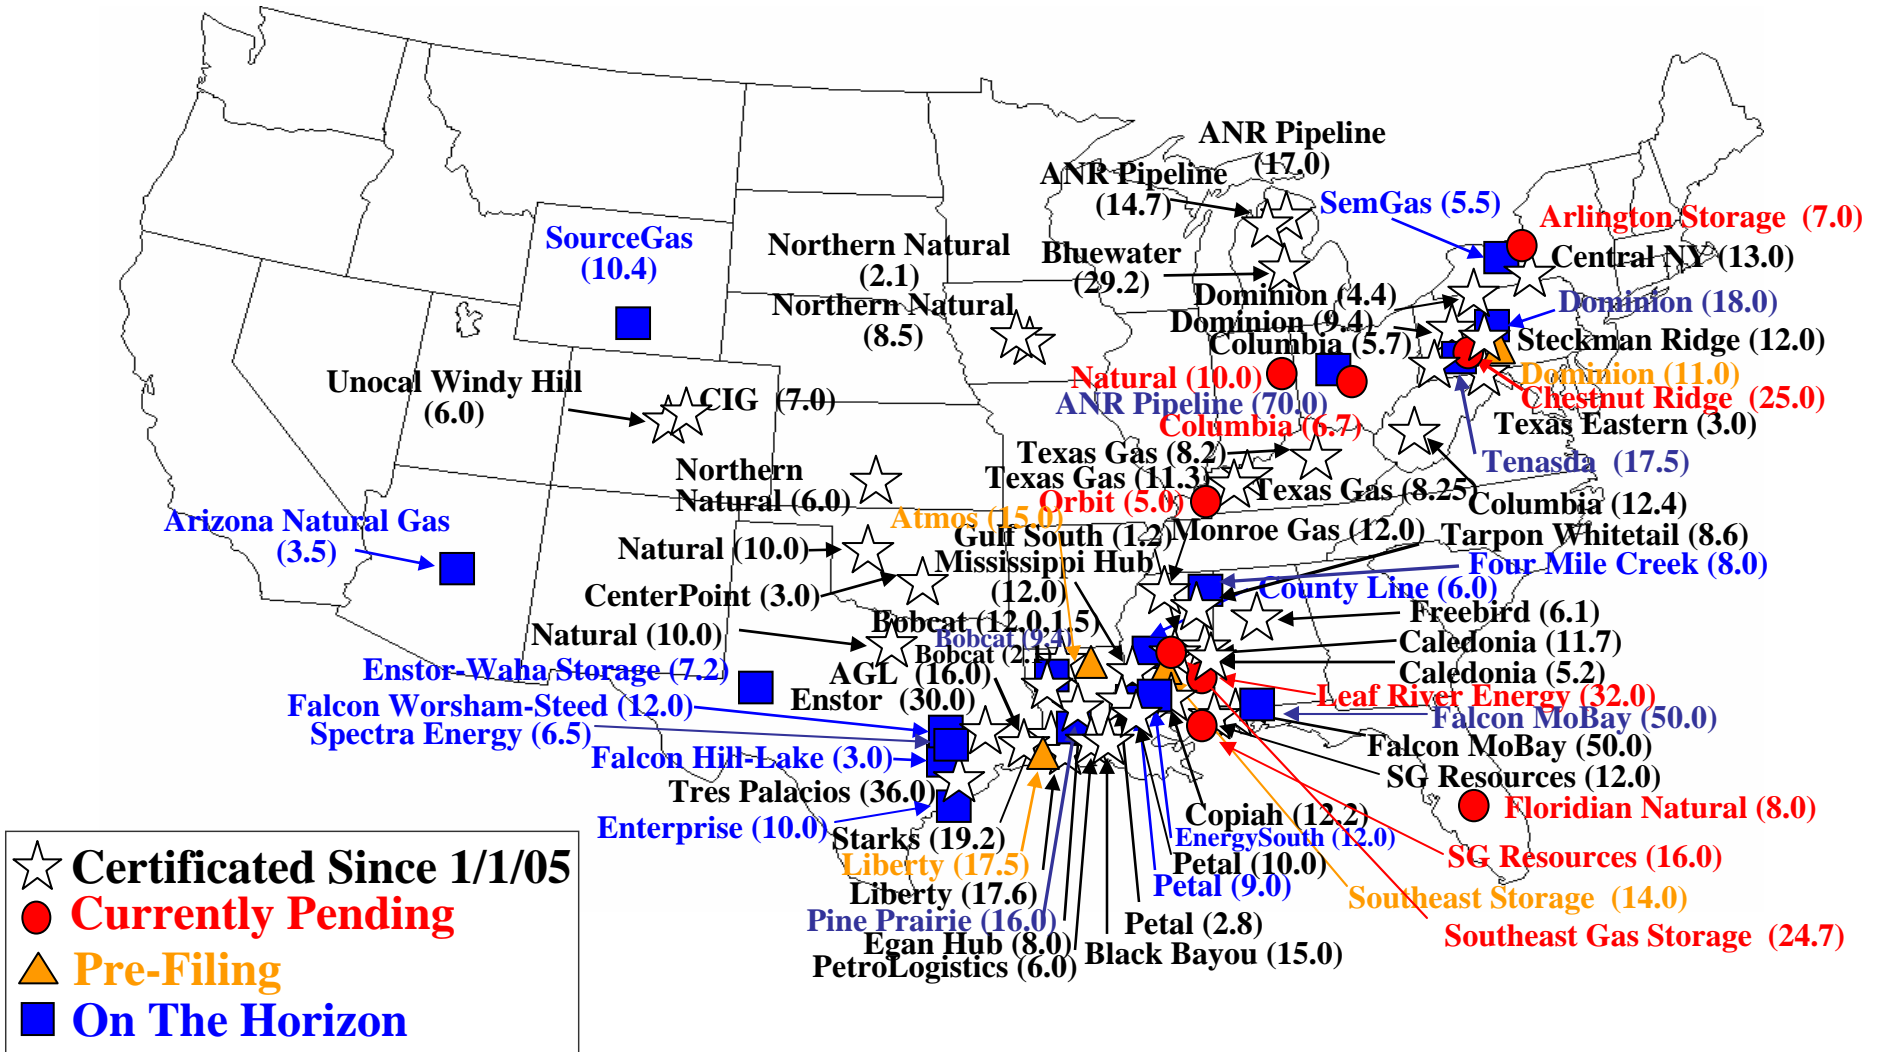 ANR Pipeline
(17.0)
ANR Pipeline
(14.7)
SemGas (5.5)
Arlington Storage (7.0)
SourceGas
(10.4)
Northern Natural
(2.1)
Bluewater
(29.2)
Central NY (13.0)
Northern Natural
(8.5)
Dominion (4.4)
Dominion (18.0)
Dominion (9.4)
Columbia (5.7)
Steckman Ridge (12.0)
Unocal Windy Hill
(6.0)
CIG (7.0)
Natural (10.0)
Dominion (11.0)
ANR Pipeline (70.0)
Chestnut Ridge (25.0)
Columbia (6.7)
Texas Eastern (3.0)
Texas Gas (8.2)
Tenasda (17.5)
Northern
Natural (6.0)
Texas Gas (11.3)
Texas Gas (8.25)
Orbit (5.0)
Columbia (12.4)
Arizona Natural Gas
(3.5)
Atmos (15.0)
Gulf South (1.2)
Monroe Gas (12.0)
Tarpon Whitetail (8.6)
Natural (10.0)
Mississippi Hub
(12.0)
Four Mile Creek (8.0)
CenterPoint (3.0)
County Line (6.0)
Bobcat (12.0,1.5)
Freebird (6.1)
Natural (10.0)
Bobcat (9.4)
Caledonia (11.7)
Bobcat (2.1)
Enstor-Waha Storage (7.2)
AGL (16.0)
Caledonia (5.2)
Enstor (30.0)
Leaf River Energy (32.0)
Falcon Worsham-Steed (12.0)
Falcon MoBay (50.0)
Spectra Energy (6.5)
Falcon MoBay (50.0)
Falcon Hill-Lake (3.0)
SG Resources (12.0)
Tres Palacios (36.0)
Floridian Natural (8.0)
Copiah (12.2)
Enterprise (10.0)
Starks (19.2)
EnergySouth (12.0)
SG Resources (16.0)
Liberty (17.5)
Petal (10.0)
Liberty (17.6)
Petal (9.0)
Southeast Storage (14.0)
Pine Prairie (16.0)
Petal (2.8)
Southeast Gas Storage (24.7)
Egan Hub (8.0)
Black Bayou (15.0)
PetroLogistics (6.0)
Certificated Since 1/1/05
Currently Pending
Pre-Filing
On The Horizon